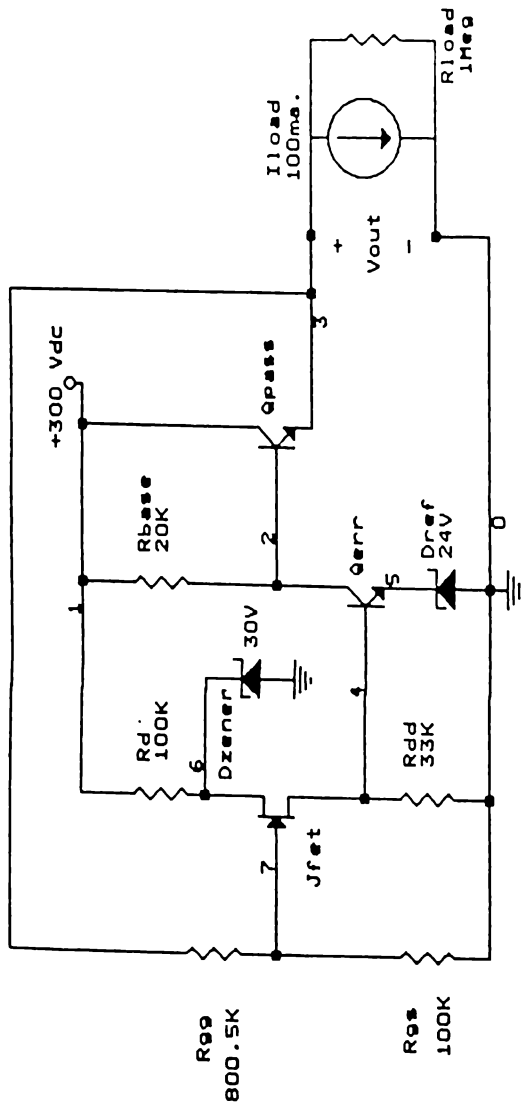 Rgg
800.5K
Rgs
100K
Jfet
7
Rd
100K
6
Dzener
30V
4
Rdd
33K
1
Rbase
20K
2
Qerr
5
Dref
24V
0
+300 Vdc
Qpass
3
+
Vout
-
Iload
100ma.
Rload
1Meg